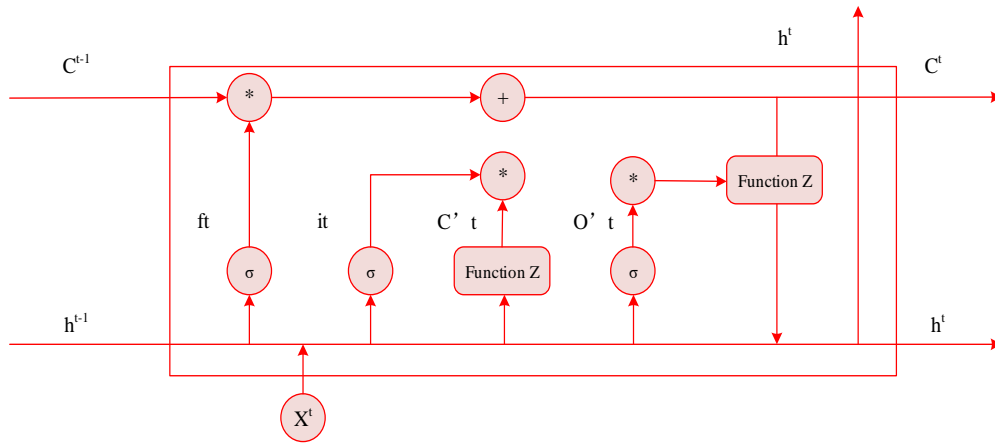 h^t
C^t-1
C^t
*
+
*
*
Function Z
ft
it
C’ t
O’ t
σ
σ
Function Z
σ
h^t-1
h^t
X^t